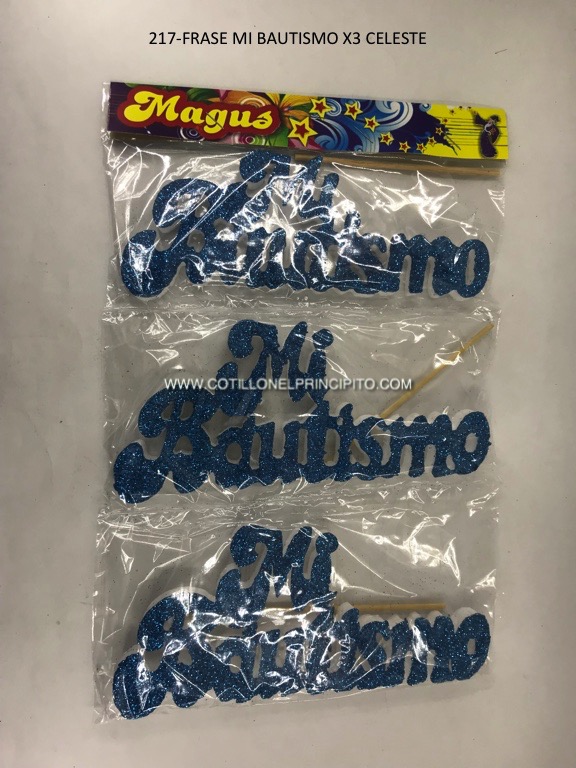 217-FRASE MI BAUTISMO X3 CELESTE
Magus
Mi
Bautismo
WWW.COTILLONELPRINCIPITO.COM
Mi
Bautismo
Mi
Bautismo